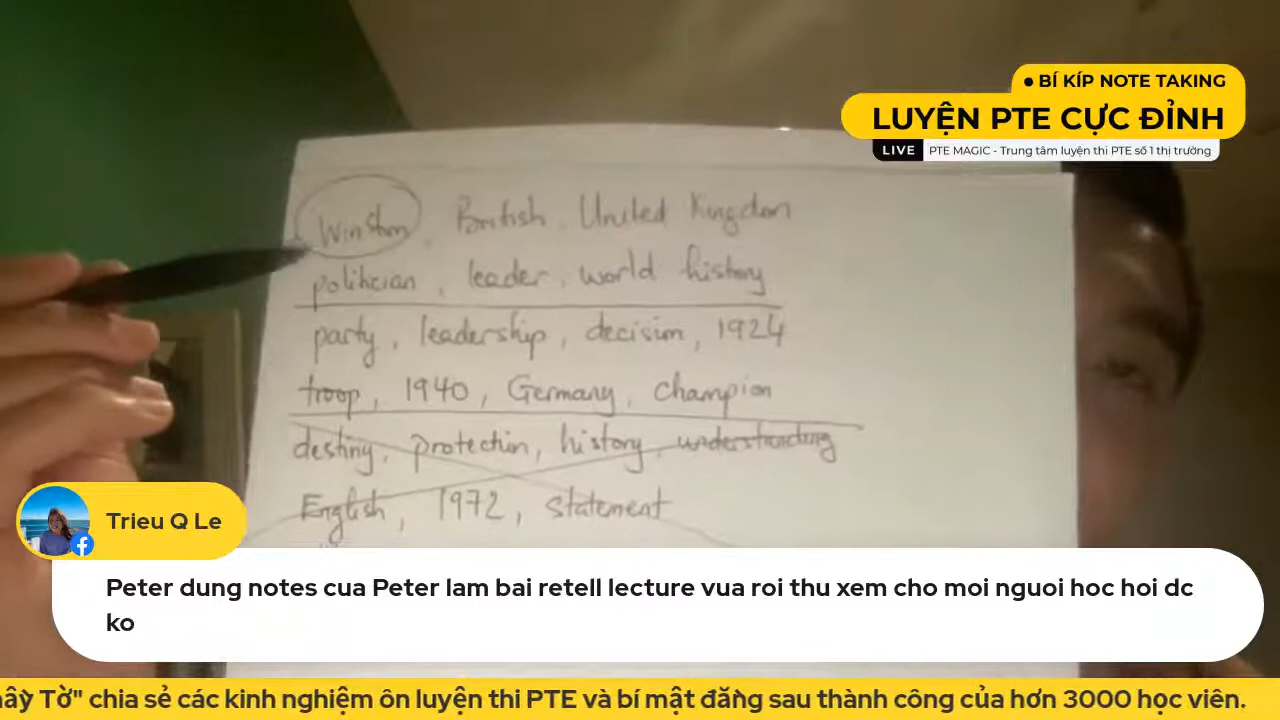 • BÍ KÍP NOTE TAKING
LUYỆN PTE CỰC ĐỈNH
LIVE PTE MAGIC - Trung tâm luyện thi PTE số 1 thị trường
Winston, British, United Kingdom
politician, leader, world history
party, leadership, decision, 1924
troop, 1940, Germany, champion
destiny, protection, history, understanding
English, 1972, statement
Trieu Q Le
Peter dung notes cua Peter lam bai retell lecture vua roi thu xem cho moi nguoi hoc hoi dc
ko
Tờ" chia sẻ các kinh nghiệm ôn luyện thi PTE và bí mật đằng sau thành công của hơn 3000 học viên.